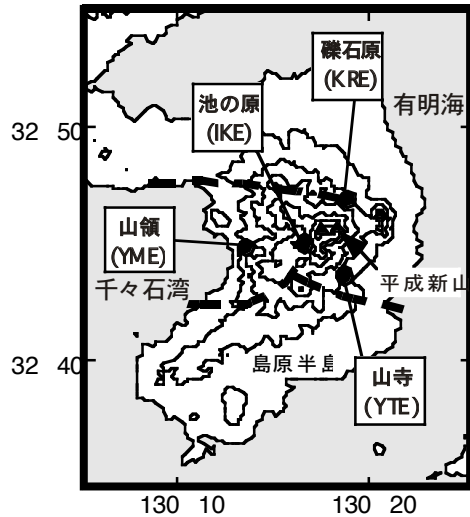 礫石原
(KRE)
有明海
池の原
(IKE)
32 50
山領
(YME)
千々石湾
平成新山
島原半島
32 40
山寺
(YTE)
130 10
130 20